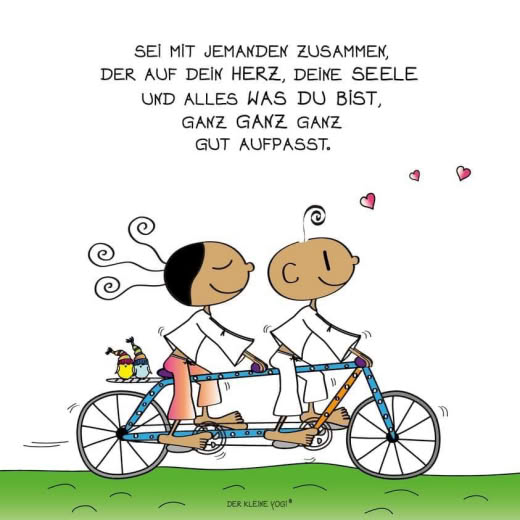 SEI MIT JEMANDEN ZUSAMMEN,
DER AUF DEIN HERZ, DEINE SEELE
UND ALLES WAS DU BIST,
GANZ GANZ GANZ
GUT AUFPASST.
DER KLEINE YOGI®